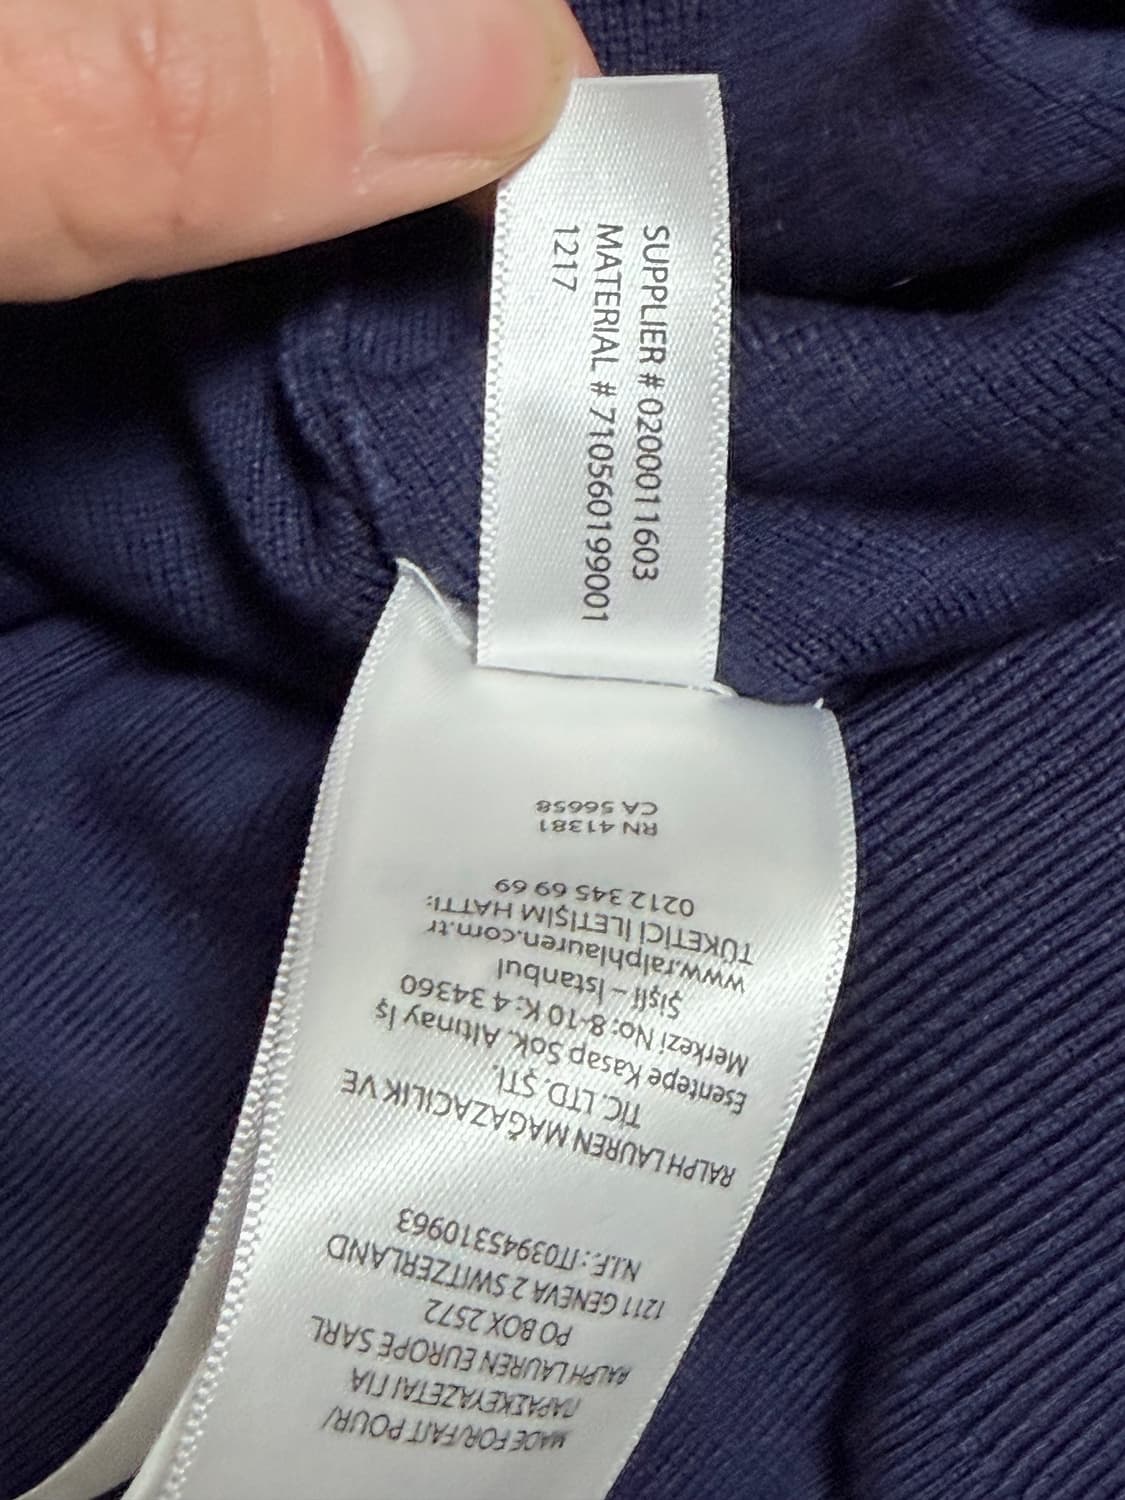 SUPPLIER # 0200011603
MATERIAL # 710560199001
1217
MADE FOR/FAIT POUR/
ΠΑΡΑΣΚΕΥΑΖΕΤΑΙ ΓΙΑ
RALPH LAUREN EUROPE SARL
PO BOX 2572
1211 GENEVA 2 SWITZERLAND
N.I.F.: IT03945310963
RALPH LAUREN MAĞAZACILIK VE
TİC. LTD. ŞTİ.
Esentepe Kasap Sok. Altınay İş
Merkezi No: 8-10 K: 4 34360
Şişli – Istanbul
www.ralphlauren.com.tr
TÜKETİCİ İLETİŞİM HATTI:
0212 345 69 69
RN 41381
CA 56658